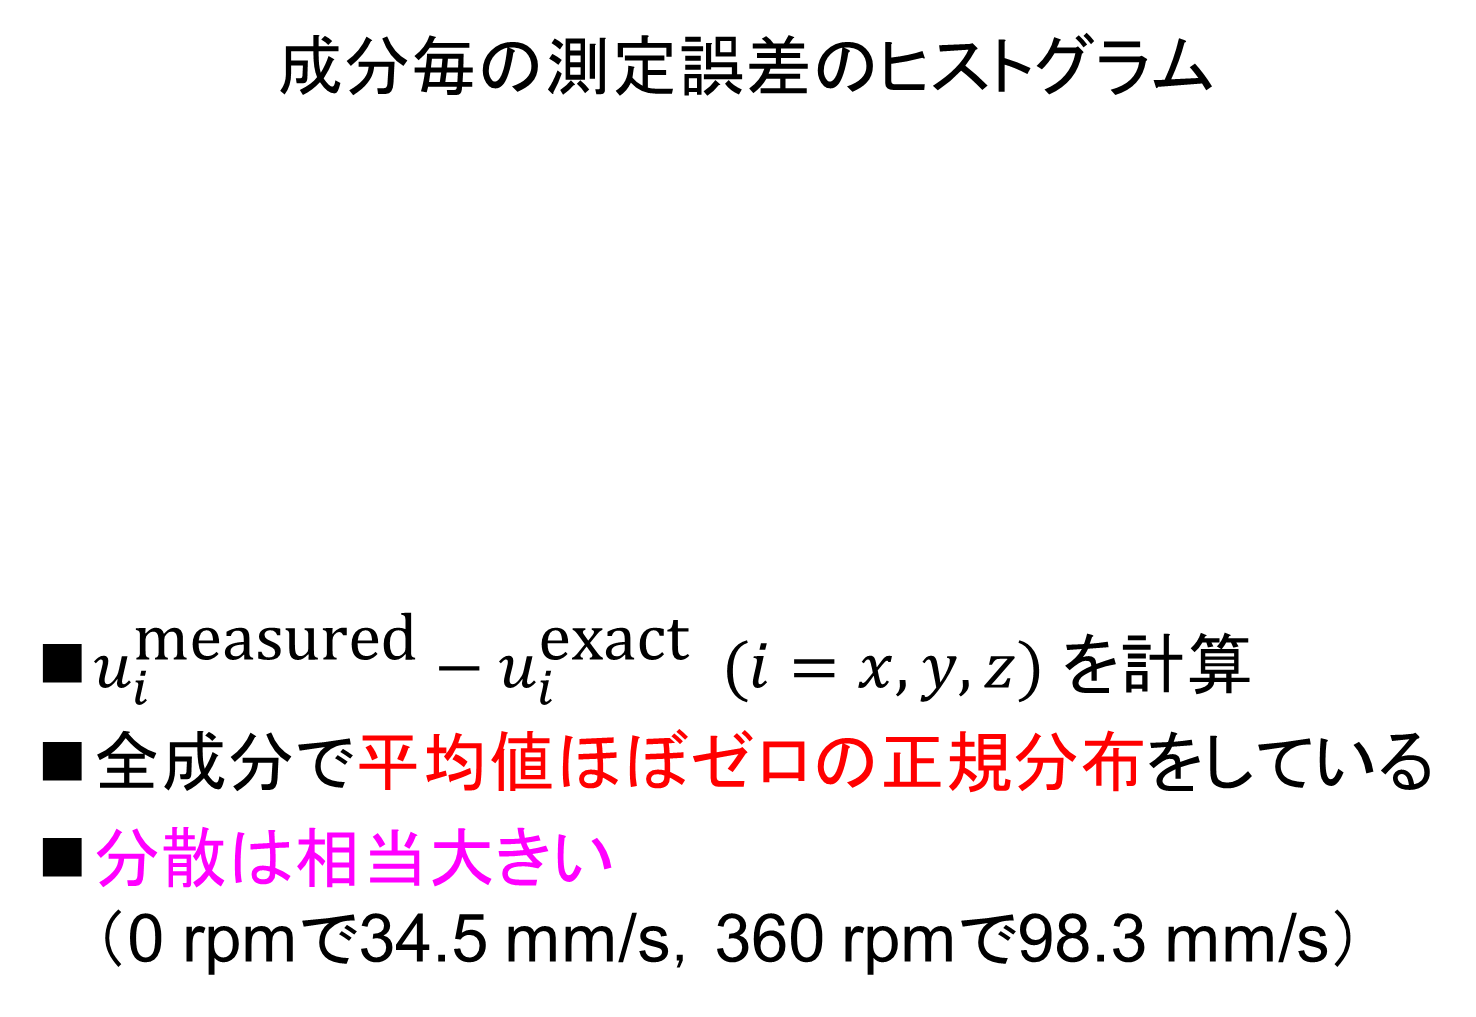 成分毎の測定誤差のヒストグラム
■u_i^measured − u_i^exact (i = x, y, z) を計算
■全成分で平均値ほぼゼロの正規分布をしている
■分散は相当大きい
（0 rpmで34.5 mm/s，360 rpmで98.3 mm/s）